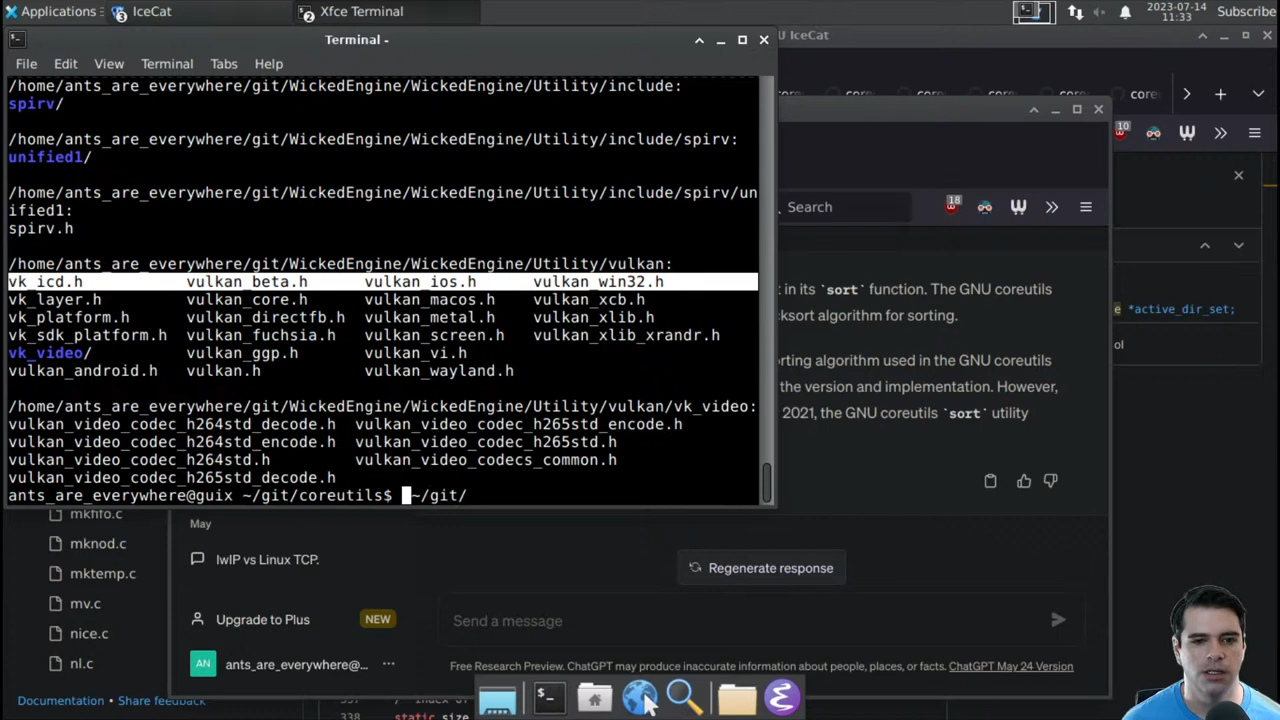 Applications
3 IceCat
2 Xfce Terminal
2023-07-14
11:33
Subscribe
Terminal -
U IceCat
File Edit View Terminal Tabs Help
/home/ants_are_everywhere/git/WickedEngine/WickedEngine/Utility/include:
spirv/
/home/ants_are_everywhere/git/WickedEngine/WickedEngine/Utility/include/spirv:
unified1/
/home/ants_are_everywhere/git/WickedEngine/WickedEngine/Utility/include/spirv/un
ified1:
spirv.h
/home/ants_are_everywhere/git/WickedEngine/WickedEngine/Utility/vulkan:
vk_icd.h vulkan_beta.h vulkan_ios.h vulkan_win32.h
vk_layer.h vulkan_core.h vulkan_macos.h vulkan_xcb.h
vk_platform.h vulkan_directfb.h vulkan_metal.h vulkan_xlib.h
vk_sdk_platform.h vulkan_fuchsia.h vulkan_screen.h vulkan_xlib_xrandr.h
vk_video/ vulkan_ggp.h vulkan_vi.h
vulkan_android.h vulkan.h vulkan_wayland.h
/home/ants_are_everywhere/git/WickedEngine/WickedEngine/Utility/vulkan/vk_video:
vulkan_video_codec_h264std_decode.h vulkan_video_codec_h265std_encode.h
vulkan_video_codec_h264std_encode.h vulkan_video_codec_h265std.h
vulkan_video_codec_h264std.h vulkan_video_codecs_common.h
vulkan_video_codec_h265std_decode.h
ants_are_everywhere@guix ~/git/coreutils$ ~/git/
core
10
Search
18
t in its `sort` function. The GNU coreutils
ksort algorithm for sorting.
orting algorithm used in the GNU coreutils
the version and implementation. However,
2021, the GNU coreutils `sort` utility
e *active_dir_set;
ol
mkfifo.c
mknod.c
mktemp.c
mv.c
nice.c
nl.c
Documentation · Share feedback
May
lwIP vs Linux TCP.
Upgrade to Plus NEW
AN ants_are_everywhere@... ···
Regenerate response
Send a message
Free Research Preview. ChatGPT may produce inaccurate information about people, places, or facts. ChatGPT May 24 Version
338 static size